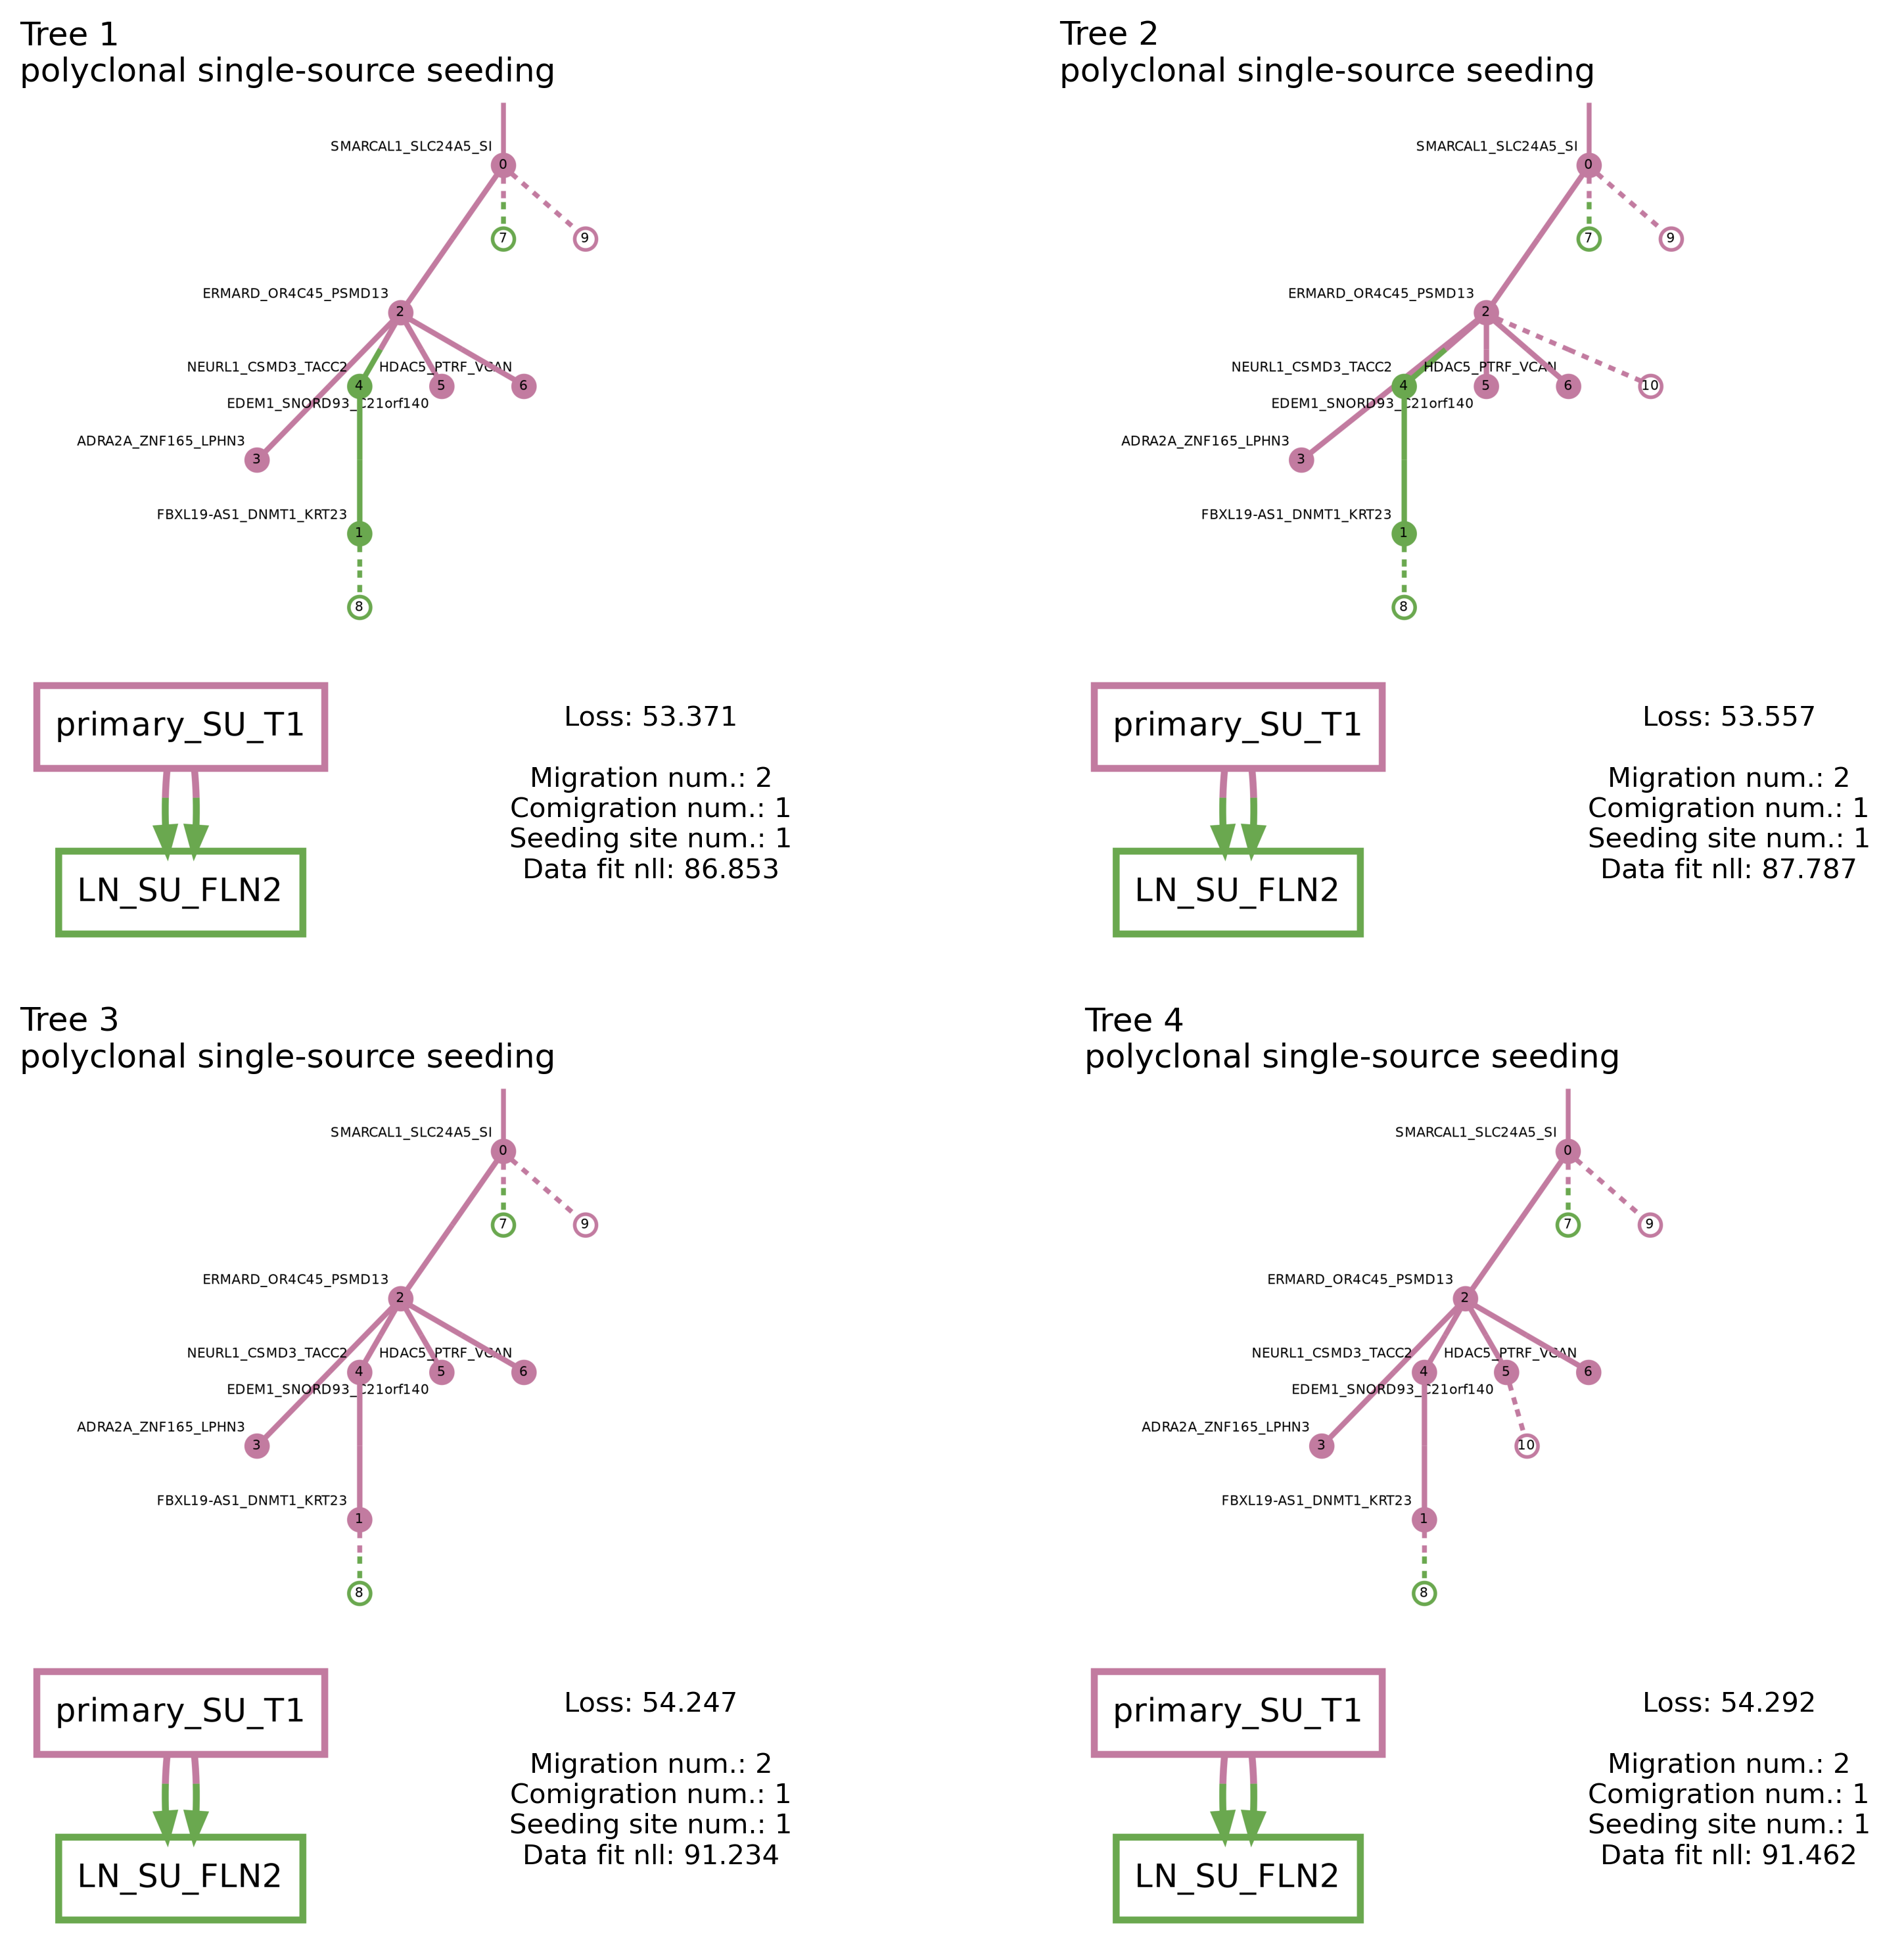 Tree 1
polyclonal single-source seeding
SMARCAL1_SLC24A5_SI
0
7
9
ERMARD_OR4C45_PSMD13
2
NEURL1_CSMD3_TACC2
HDAC5_PTRF_VCAN
4
5
6
EDEM1_SNORD93_C21orf140
ADRA2A_ZNF165_LPHN3
3
FBXL19-AS1_DNMT1_KRT23
1
8
primary_SU_T1
LN_SU_FLN2
Loss: 53.371
Migration num.: 2
Comigration num.: 1
Seeding site num.: 1
Data fit nll: 86.853
Tree 2
polyclonal single-source seeding
SMARCAL1_SLC24A5_SI
0
7
9
ERMARD_OR4C45_PSMD13
2
NEURL1_CSMD3_TACC2
HDAC5_PTRF_VCAN
4
5
6
10
EDEM1_SNORD93_C21orf140
ADRA2A_ZNF165_LPHN3
3
FBXL19-AS1_DNMT1_KRT23
1
8
primary_SU_T1
LN_SU_FLN2
Loss: 53.557
Migration num.: 2
Comigration num.: 1
Seeding site num.: 1
Data fit nll: 87.787
Tree 3
polyclonal single-source seeding
SMARCAL1_SLC24A5_SI
0
7
9
ERMARD_OR4C45_PSMD13
2
NEURL1_CSMD3_TACC2
HDAC5_PTRF_VCAN
4
5
6
EDEM1_SNORD93_C21orf140
ADRA2A_ZNF165_LPHN3
3
FBXL19-AS1_DNMT1_KRT23
1
8
primary_SU_T1
LN_SU_FLN2
Loss: 54.247
Migration num.: 2
Comigration num.: 1
Seeding site num.: 1
Data fit nll: 91.234
Tree 4
polyclonal single-source seeding
SMARCAL1_SLC24A5_SI
0
7
9
ERMARD_OR4C45_PSMD13
2
NEURL1_CSMD3_TACC2
HDAC5_PTRF_VCAN
4
5
6
EDEM1_SNORD93_C21orf140
ADRA2A_ZNF165_LPHN3
3
10
FBXL19-AS1_DNMT1_KRT23
1
8
primary_SU_T1
LN_SU_FLN2
Loss: 54.292
Migration num.: 2
Comigration num.: 1
Seeding site num.: 1
Data fit nll: 91.462